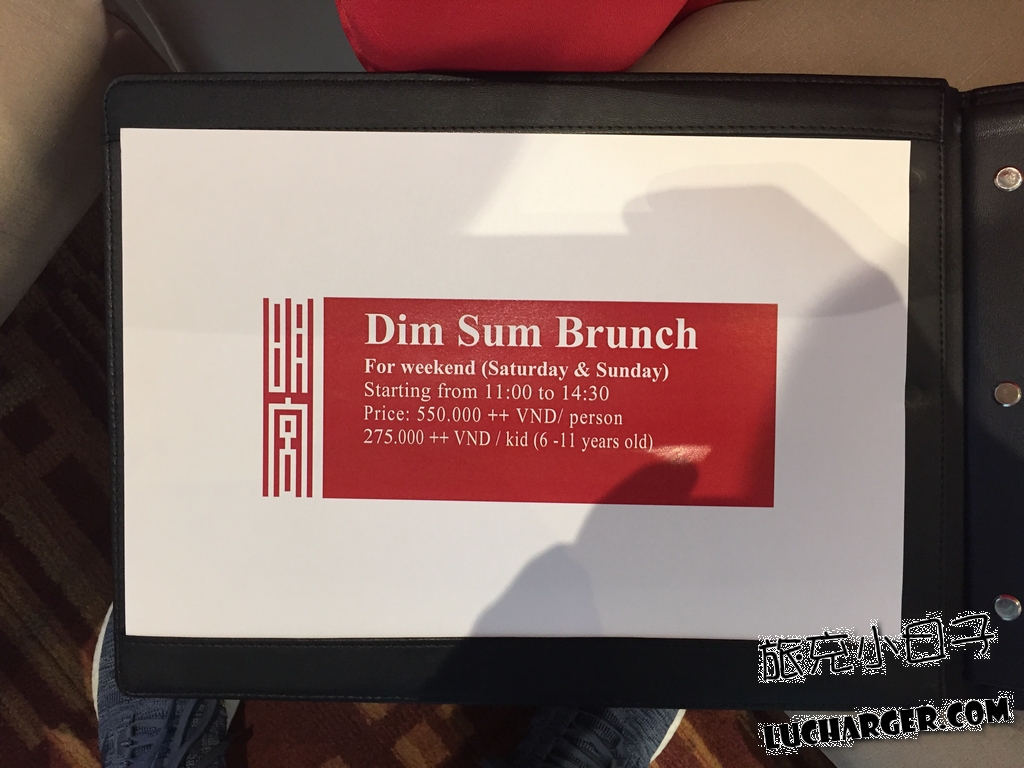 Dim Sum Brunch
For weekend (Saturday & Sunday)
Starting from 11:00 to 14:30
Price: 550.000 ++ VND/ person
275.000 ++ VND / kid (6 -11 years old)
旅充小日子
LUCHARGER.COM